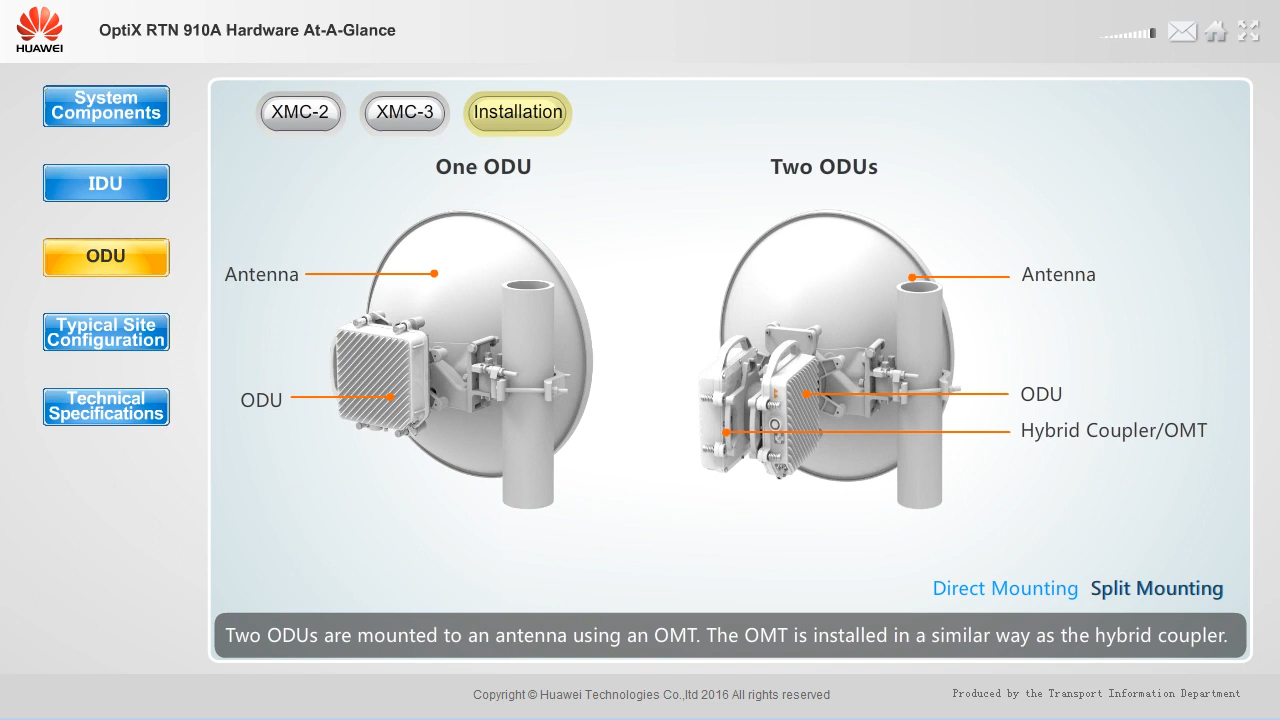 HUAWEI
OptiX RTN 910A Hardware At-A-Glance
System
Components
IDU
ODU
Typical Site
Configuration
Technical
Specifications
XMC-2
XMC-3
Installation
One ODU
Two ODUs
Antenna
ODU
Antenna
ODU
Hybrid Coupler/OMT
Direct Mounting
Split Mounting
Two ODUs are mounted to an antenna using an OMT. The OMT is installed in a similar way as the hybrid coupler.
Copyright © Huawei Technologies Co.,ltd 2016 All rights reserved
Produced by the Transport Information Department